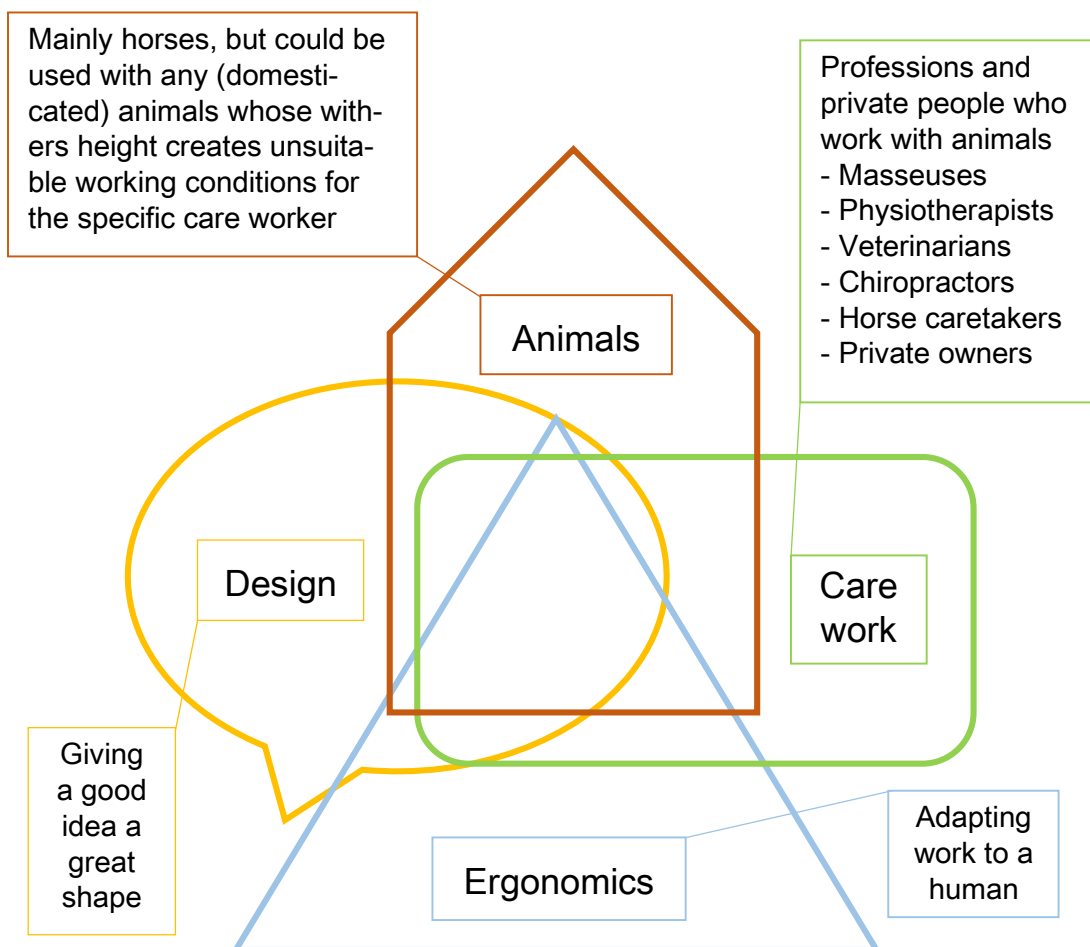 Mainly horses, but could be
used with any (domesti-
cated) animals whose with-
ers height creates unsuita-
ble working conditions for
the specific care worker
Professions and
private people who
work with animals
- Masseuses
- Physiotherapists
- Veterinarians
- Chiropractors
- Horse caretakers
- Private owners
Animals
Design
Care
work
Giving
a good
idea a
great
shape
Ergonomics
Adapting
work to a
human